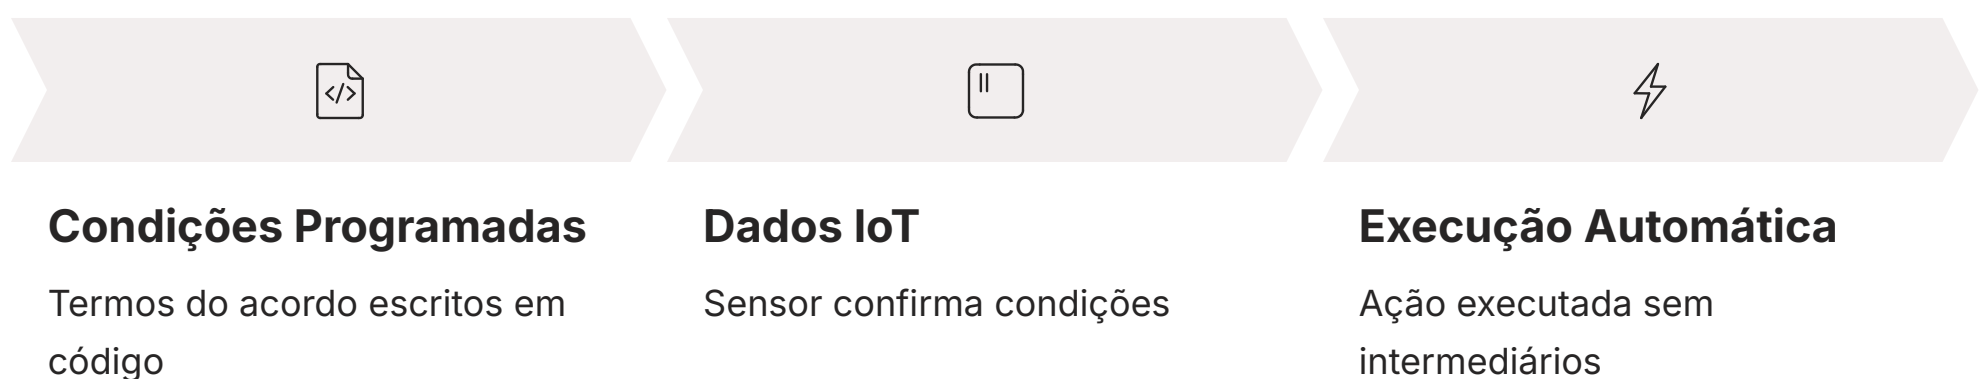 Condições Programadas
Termos do acordo escritos em
código
Dados IoT
Sensor confirma condições
Execução Automática
Ação executada sem
intermediários